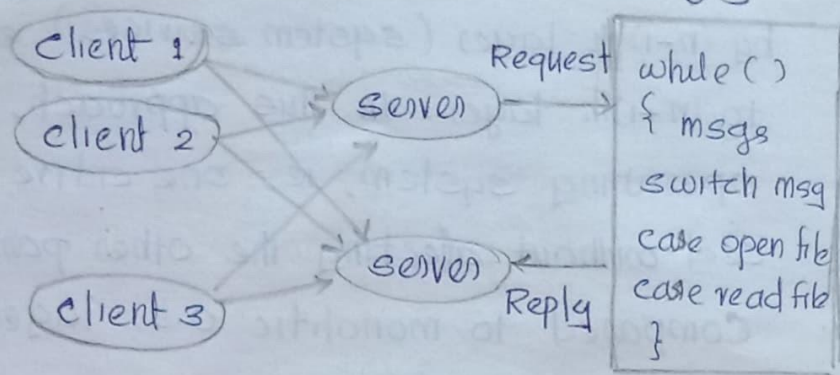 Client 1
Client 2
Client 3
Server
Server
Request
Reply
while ()
{ msgs
switch msg
case open file
case read file
}